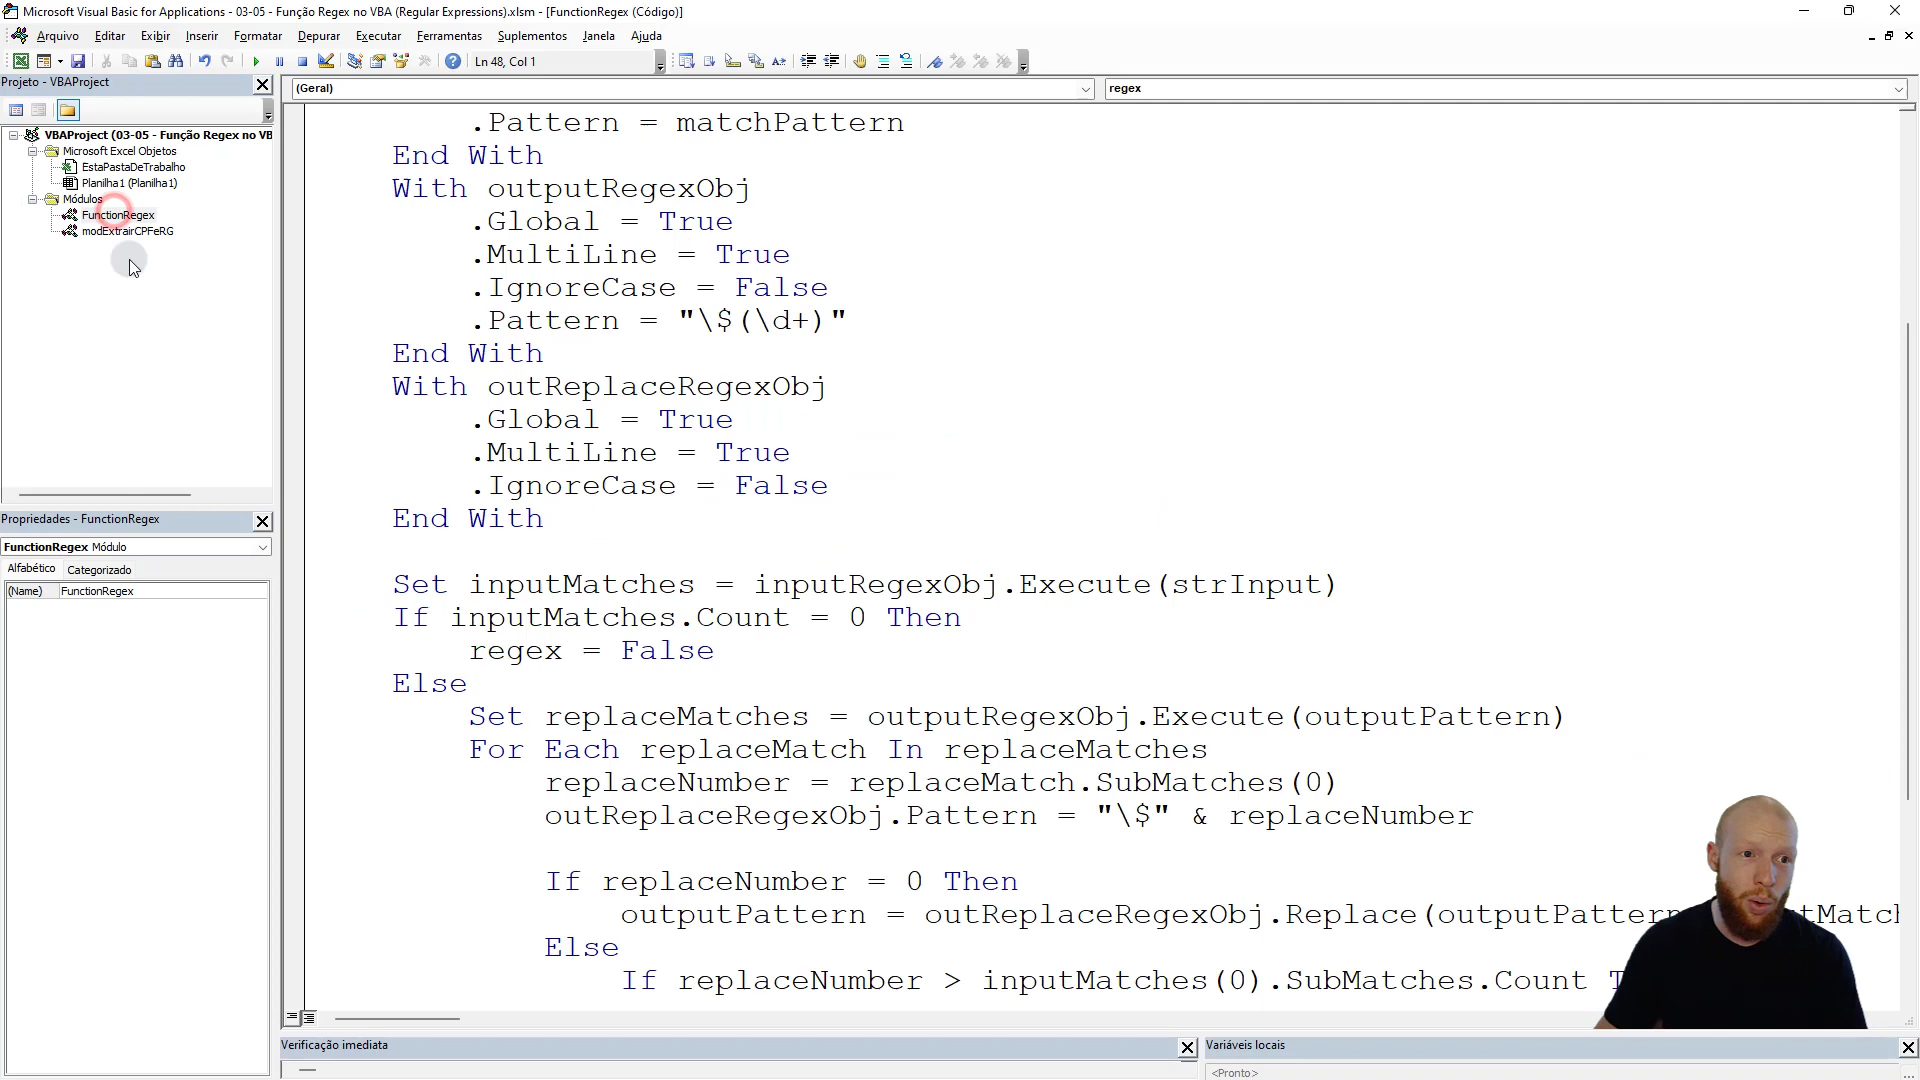 Microsoft Visual Basic for Applications - 03-05 - Função Regex no VBA (Regular Expressions).xlsm - [FunctionRegex (Código)]
Arquivo Editar Exibir Inserir Formatar Depurar Executar Ferramentas Suplementos Janela Ajuda
Ln 48, Col 1
Projeto - VBAProject
(Geral)
regex
VBAProject (03-05 - Função Regex no VB
Microsoft Excel Objetos
EstaPastaDeTrabalho
Planilha1 (Planilha1)
Módulos
FunctionRegex
modExtrairCPFeRG
Propriedades - FunctionRegex
FunctionRegex Módulo
Alfabético Categorizado
(Name) FunctionRegex
.Pattern = matchPattern
End With
With outputRegexObj
.Global = True
.MultiLine = True
.IgnoreCase = False
.Pattern = "\$(\d+)"
End With
With outReplaceRegexObj
.Global = True
.MultiLine = True
.IgnoreCase = False
End With
Set inputMatches = inputRegexObj.Execute(strInput)
If inputMatches.Count = 0 Then
regex = False
Else
Set replaceMatches = outputRegexObj.Execute(outputPattern)
For Each replaceMatch In replaceMatches
replaceNumber = replaceMatch.SubMatches(0)
outReplaceRegexObj.Pattern = "\$" & replaceNumber
If replaceNumber = 0 Then
outputPattern = outReplaceRegexObj.Replace(outputPattern
Else
If replaceNumber > inputMatches(0).SubMatches.Count
Verificação imediata
Variáveis locais
<Pronto>